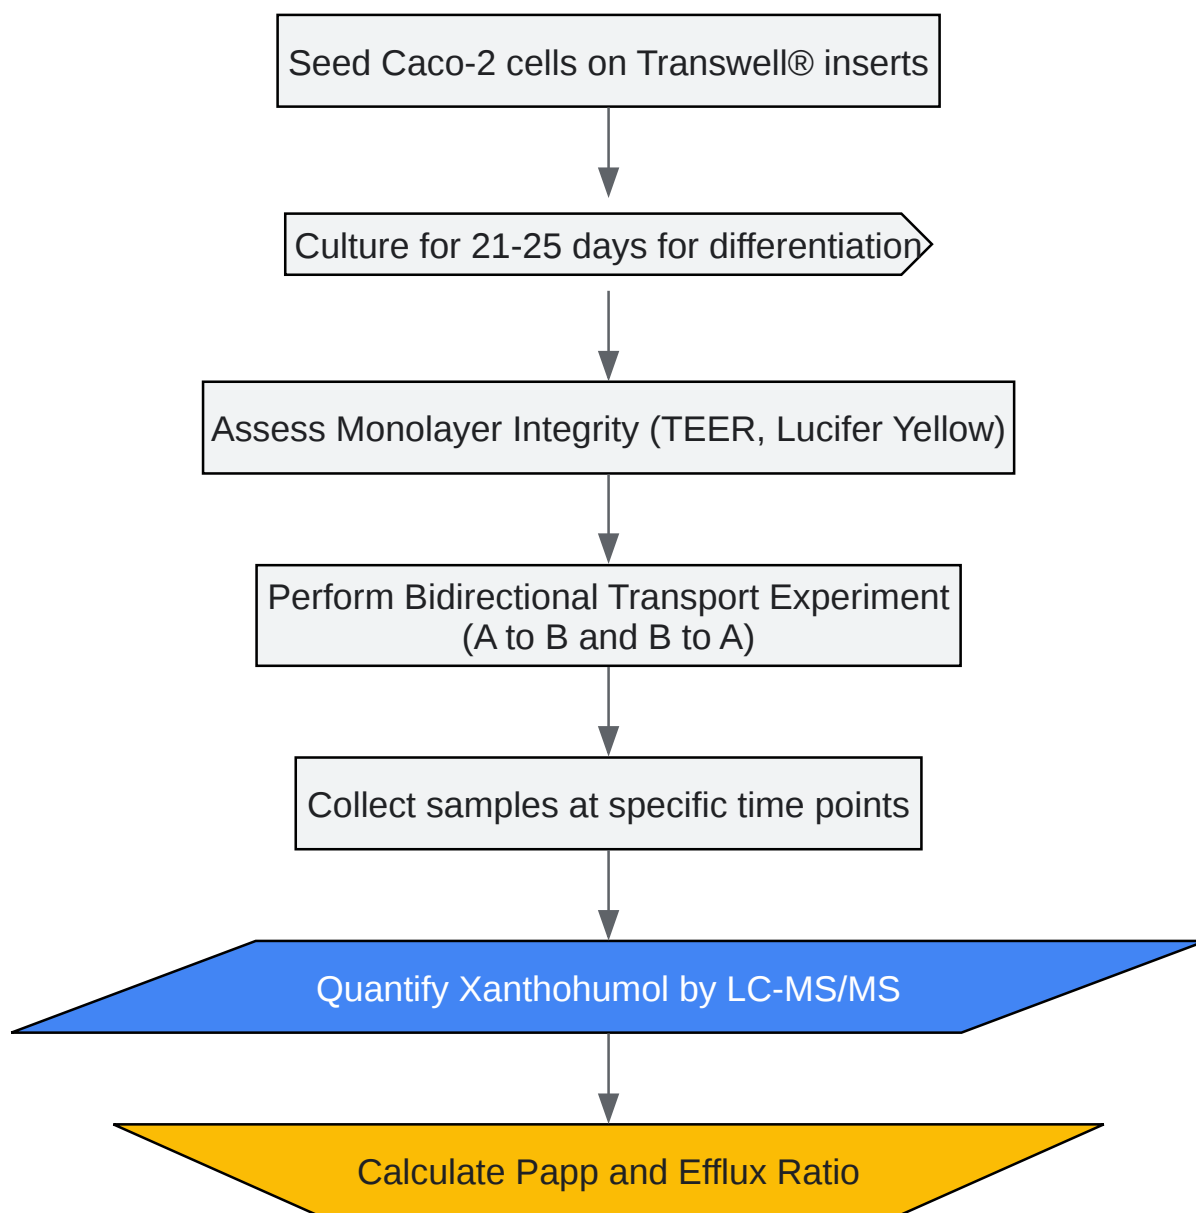 Seed Caco-2 cells on Transwell® inserts
Culture for 21-25 days for differentiation
Assess Monolayer Integrity (TEER, Lucifer Yellow)
Perform Bidirectional Transport Experiment
(A to B and B to A)
Collect samples at specific time points
Quantify Xanthohumol by LC-MS/MS
Calculate Papp and Efflux Ratio